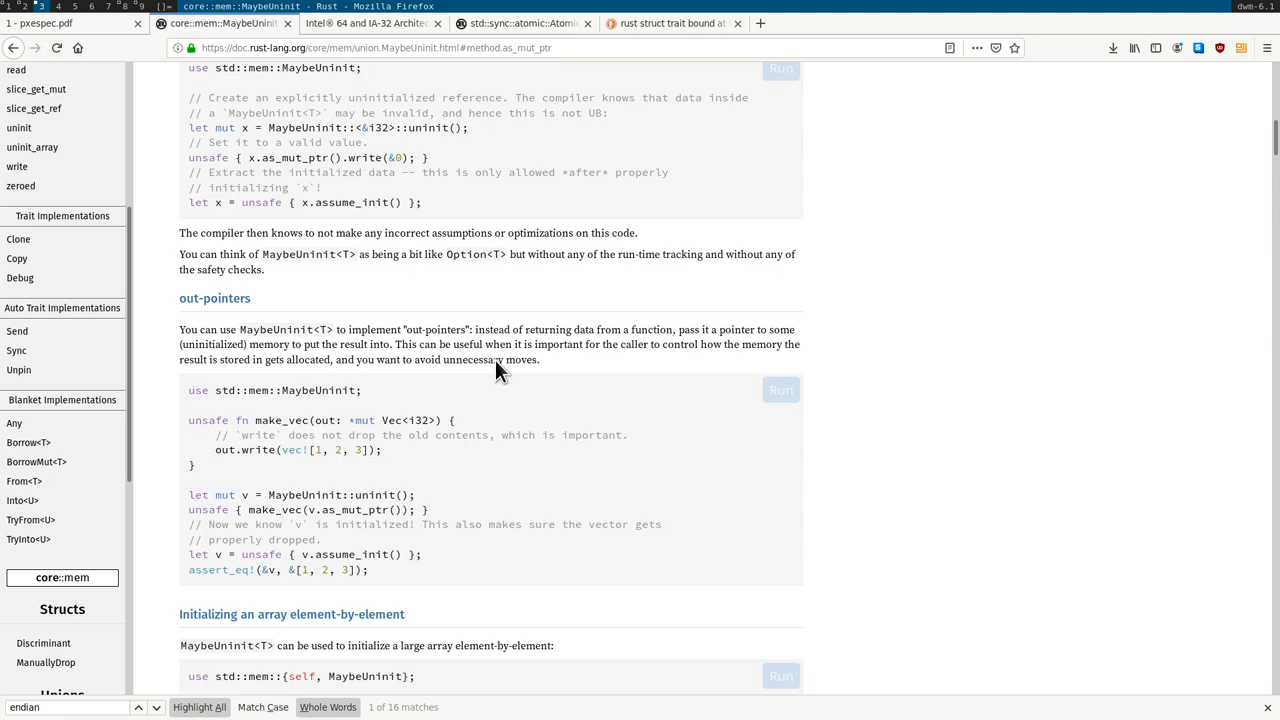 1 2 3 4 5 6 7 8 9 []= core::mem::MaybeUninit - Rust - Mozilla Firefox dwm-6.1
1 - pxespec.pdf
core::mem::MaybeUninit -
Intel® 64 and IA-32 Architec
std::sync::atomic::Atomic
rust struct trait bound at
https://doc.rust-lang.org/core/mem/union.MaybeUninit.html#method.as_mut_ptr
read
slice_get_mut
slice_get_ref
uninit
uninit_array
write
zeroed
Trait Implementations
Clone
Copy
Debug
Auto Trait Implementations
Send
Sync
Unpin
Blanket Implementations
Any
Borrow<T>
BorrowMut<T>
From<T>
Into<U>
TryFrom<U>
TryInto<U>
core::mem
Structs
Discriminant
ManuallyDrop
Unions
use std::mem::MaybeUninit;
Run
// Create an explicitly uninitialized reference. The compiler knows that data inside
// a `MaybeUninit<T>` may be invalid, and hence this is not UB:
let mut x = MaybeUninit::<&i32>::uninit();
// Set it to a valid value.
unsafe { x.as_mut_ptr().write(&0); }
// Extract the initialized data -- this is only allowed *after* properly
// initializing `x`!
let x = unsafe { x.assume_init() };
The compiler then knows to not make any incorrect assumptions or optimizations on this code.
You can think of MaybeUninit<T> as being a bit like Option<T> but without any of the run-time tracking and without any of
the safety checks.
out-pointers
You can use MaybeUninit<T> to implement "out-pointers": instead of returning data from a function, pass it a pointer to some
(uninitialized) memory to put the result into. This can be useful when it is important for the caller to control how the memory the
result is stored in gets allocated, and you want to avoid unnecessary moves.
use std::mem::MaybeUninit;
Run
unsafe fn make_vec(out: *mut Vec<i32>) {
// `write` does not drop the old contents, which is important.
out.write(vec![1, 2, 3]);
}
let mut v = MaybeUninit::uninit();
unsafe { make_vec(v.as_mut_ptr()); }
// Now we know `v` is initialized! This also makes sure the vector gets
// properly dropped.
let v = unsafe { v.assume_init() };
assert_eq!(&v, &[1, 2, 3]);
Initializing an array element-by-element
MaybeUninit<T> can be used to initialize a large array element-by-element:
use std::mem::{self, MaybeUninit};
Run
endian
Highlight All Match Case Whole Words 1 of 16 matches